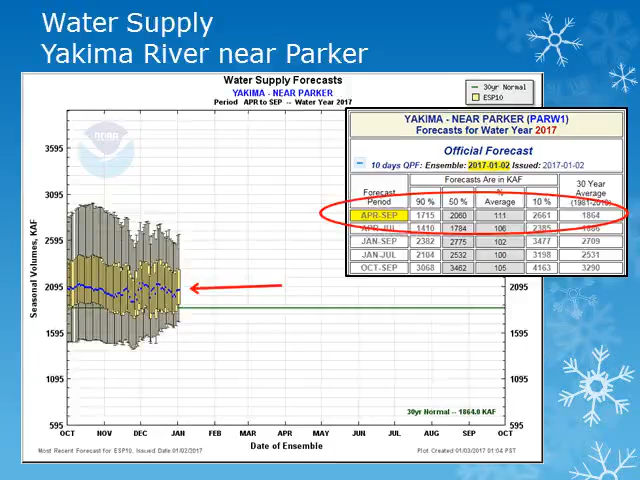 Water Supply
Yakima River near Parker
Water Supply Forecasts
YAKIMA - NEAR PARKER
Period APR to SEP -- Water Year 2017
30yr Normal
ESP10
NOAA
Seasonal Volumes, KAF
3595
3095
2595
2095
1595
1095
595
2095
1595
1095
595
30yr Normal -- 1864.0 KAF
OCT NOV DEC JAN FEB MAR APR MAY JUN JUL AUG SEP OCT
Date of Ensemble
Most Recent Forecast for ESP10, Issued Date:01/02/2017
Plot Created 01/03/2017 01:04 PST
YAKIMA - NEAR PARKER (PARW1)
Forecasts for Water Year 2017
Official Forecast
10 days QPF: Ensemble: 2017-01-02 Issued: 2017-01-02
Forecasts Are in KAF
30 Year Average (1981-2010)
Forecast Period 90 % 50 % % Average 10 %
APR-SEP 1715 2060 111 2661 1864
APR-JUL 1410 1784 106 2385
JAN-SEP 2382 2775 102 3477 2709
JAN-JUL 2104 2532 100 3198 2531
OCT-SEP 3068 3462 105 4163 3290